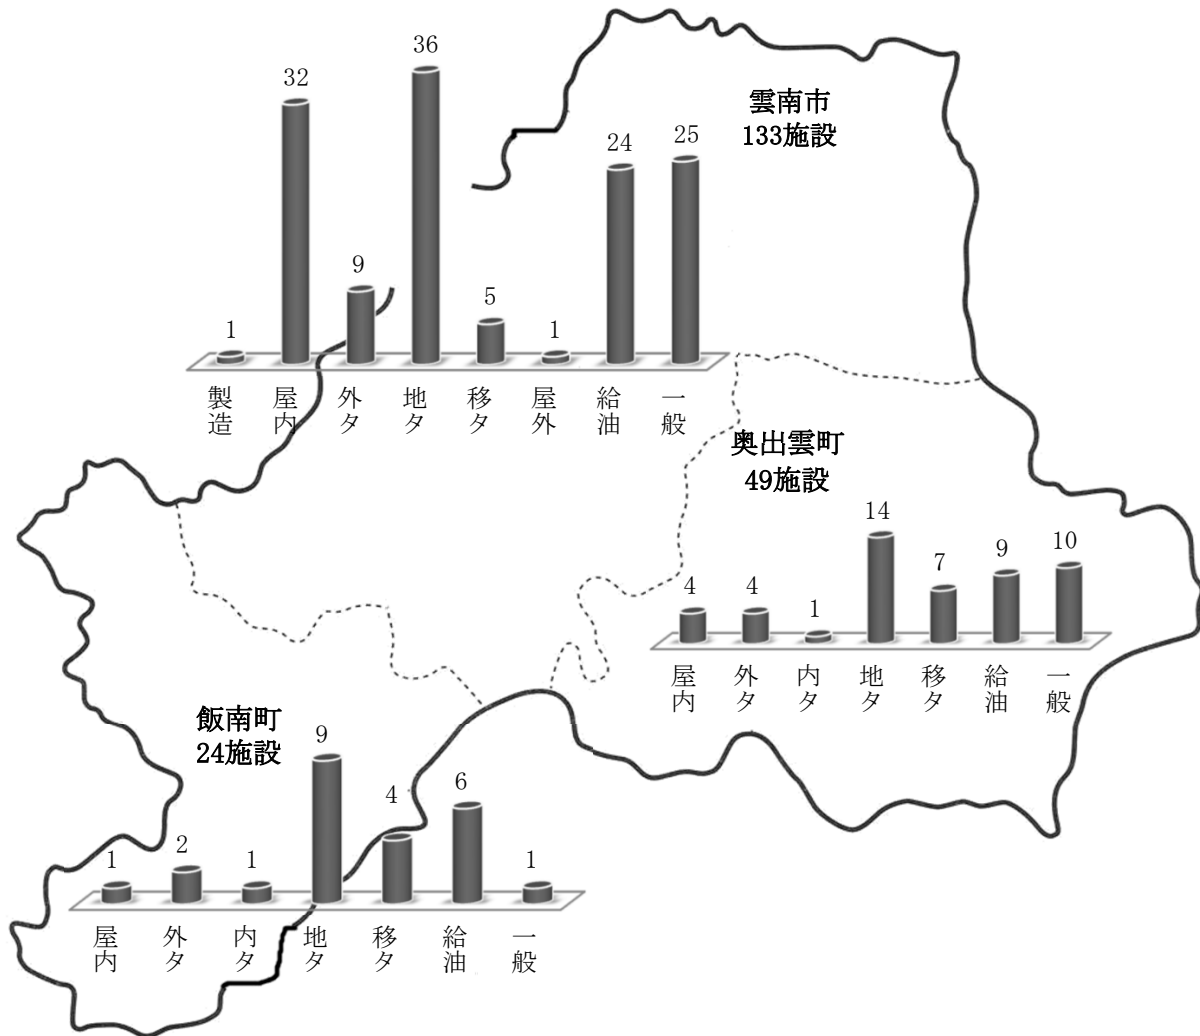 雲南市
133施設
1
32
9
36
5
1
24
25
製造
屋内
外タ
地タ
移タ
屋外
給油
一般
奥出雲町
49施設
4
4
1
14
7
9
10
屋内
外タ
内タ
地タ
移タ
給油
一般
飯南町
24施設
1
2
1
9
4
6
1
屋内
外タ
内タ
地タ
移タ
給油
一般